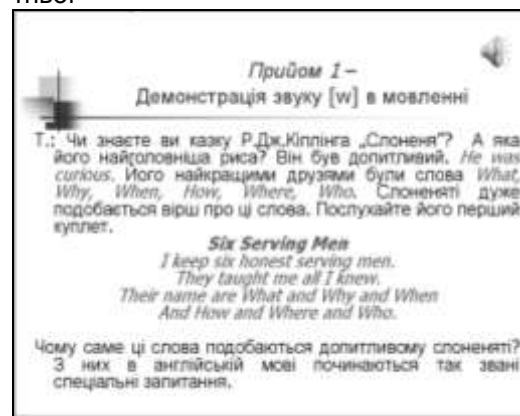 Прийом 1 –
Демонстрація звуку [w] в мовленні
Т.: Чи знаєте ви казку Р.Дж.Кіплінга „Слоненя"? А яка
його найголовніша риса? Він був допитливий. He was
curious. Його найкращими друзями були слова What,
Why, When, How, Where, Who. Слоненяті дуже
подобається вірш про ці слова. Послухайте його перший
куплет.
Six Serving Men
I keep six honest serving men.
They taught me all I knew.
Their name are What and Why and When
And How and Where and Who.
Чому саме ці слова подобаються допитливому слоненяті?
З них в англійській мові починаються так звані
спеціальні запитання.